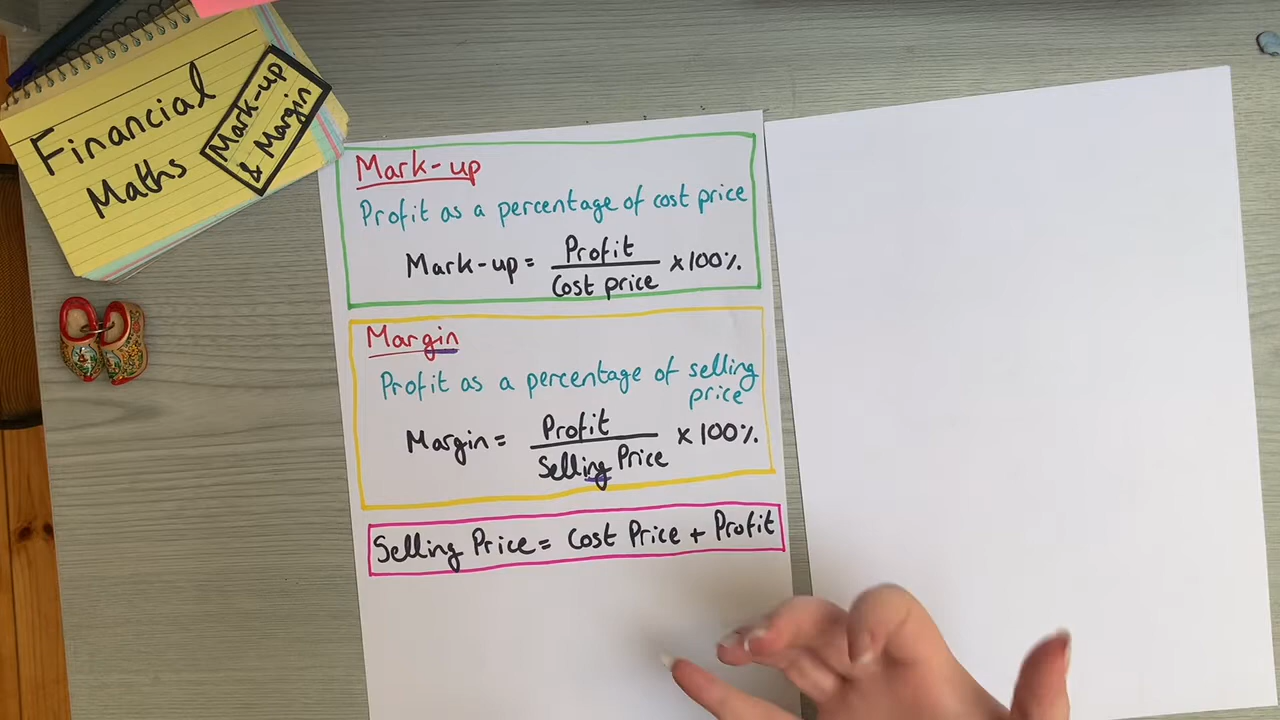 Financial
Maths
Mark-up
& Margin
Mark-up
Profit as a percentage of cost price
Mark-up = Profit / Cost price × 100%
Margin
Profit as a percentage of selling
price
Margin = Profit / Selling Price × 100%
Selling Price = Cost Price + Profit